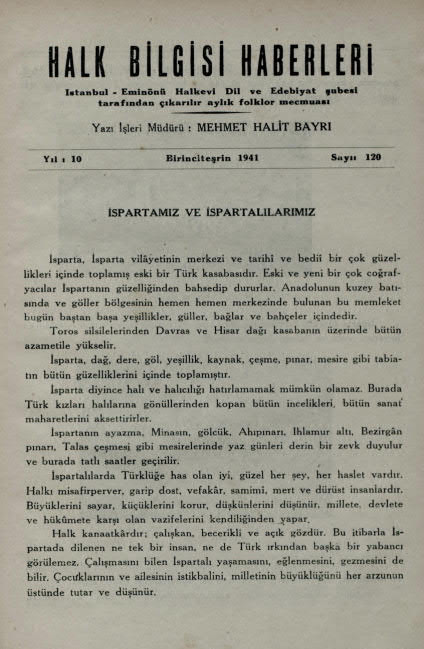 HALK BİLGİSİ HABERLERİ
Istanbul - Eminönü Halkevi Dil ve Edebiyat şubesi
tarafından çıkarılır aylık folklor mecmuası
Yazı İşleri Müdürü : MEHMET HALİT BAYRI
Yıl : 10 Birinciteşrin 1941 Sayıı 120
İSPARTAMIZ VE İSPARTALILARIMIZ
Isparta, Isparta vilâyetinin merkezi ve tarihî ve bediî bir çok güzel-
likleri içinde toplamış eski bir Türk kasabasıdır. Eski ve yeni bir çok coğraf-
yacılar Ispartanın güzelliğinden bahsedip dururlar. Anadolunun kuzey batı-
sında ve göller bölgesinin hemen hemen merkezinde bulunan bu memleket
bugün baştan başa yeşillikler, güller, bağlar ve bahçeler içindedir.
Toros silsilelerinden Davras ve Hisar dağı kasabanın üzerinde bütün
azametile yükselir.
İsparta, dağ, dere, göl, yeşillik, kaynak, çeşme, pınar, mesire gibi tabia-
tın bütün güzelliklerini içinde toplamıştır.
İsparta diyince halı ve halıcılığı hatırlamamak mümkün olamaz. Burada
Türk kızları halılarına gönüllerinden kopan bütün incelikleri, bütün sanat
maharetlerini aksettirirler.
İspartanın ayazma, Minasın, gölcük, Ahıpınarı, Ihlamur altı, Bezirgân
pınarı, Talas çeşmesi gibi mesirelerinde yaz günleri derin bir zevk duyulur
ve burada tatlı saatler geçirilir.
İspartalılarda Türklüğe has olan iyi, güzel her şey, her haslet vardır.
Halkı misafirperver, garip dost, vefakâr, samimî, mert ve dürüst insanlardır.
Büyüklerini sayar, küçüklerini korur, düşkünlerini düşünür, millete, devlete
ve hükûmete karşı olan vazifelerini kendiliğinden yapar.
Halk kanaatkârdır; çalışkan, becerikli ve açık gözdür. Bu itibarla Is-
partada dilenen ne tek bir insan, ne de Türk ırkından başka bir yabancı
görülemez. Çalışmasını bilen Ispartalı yaşamasını, eğlenmesini, gezmesini de
bilir. Çocuklarının ve ailesinin istikbalini, milletinin büyüklüğünü her arzunun
üstünde tutar ve düşünür.